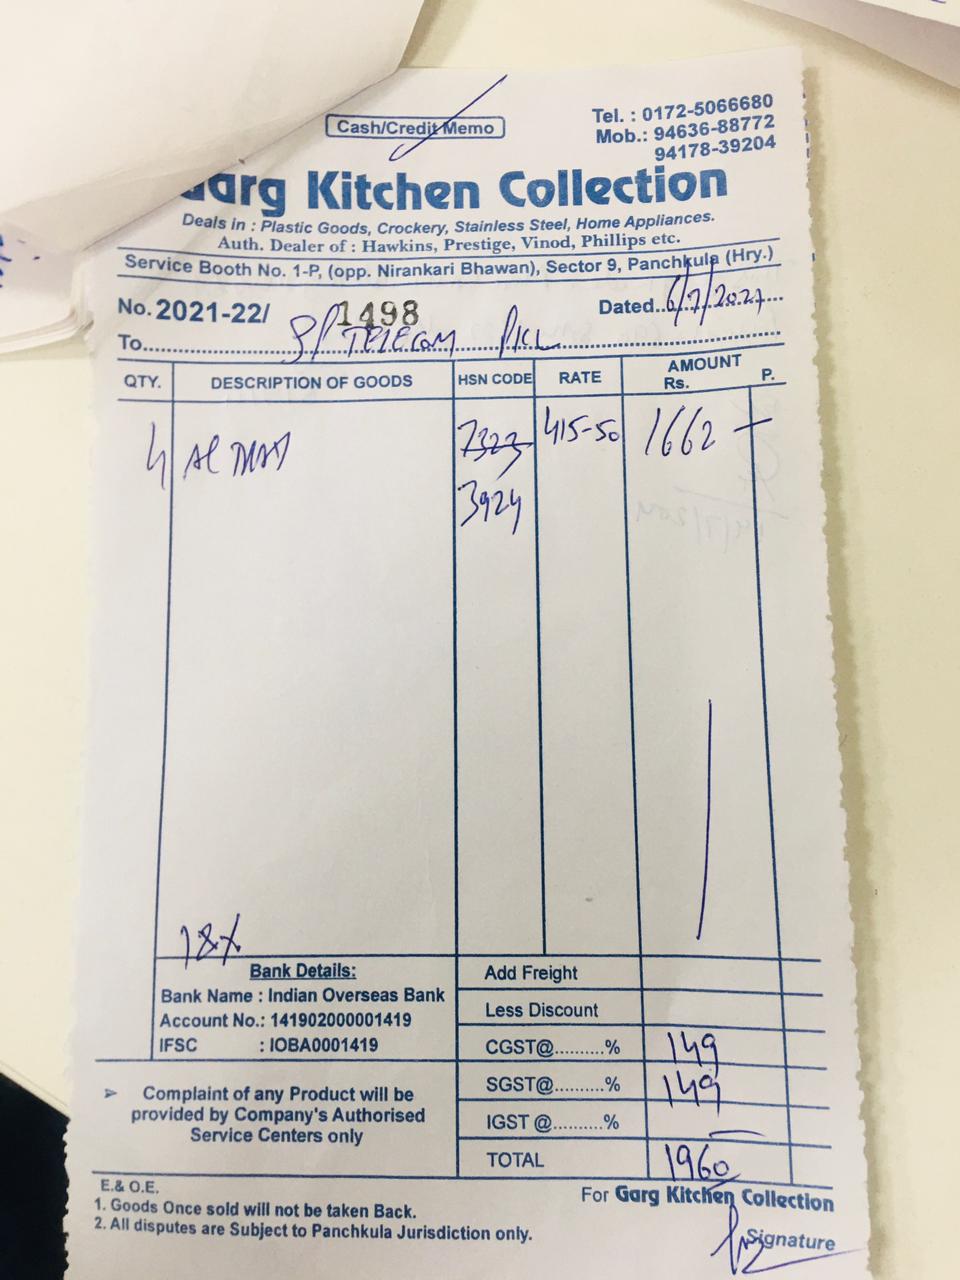 Cash/Credit Memo
Tel. : 0172-5066680
Mob.: 94636-88772
94178-39204
Garg Kitchen Collection
Deals in : Plastic Goods, Crockery, Stainless Steel, Home Appliances.
Auth. Dealer of : Hawkins, Prestige, Vinod, Phillips etc.
Service Booth No. 1-P, (opp. Nirankari Bhawan), Sector 9, Panchkula (Hry.)
No. 2021-22/ 1498 Dated..6/7/2021....
To.......... TELECOM PKL
QTY. DESCRIPTION OF GOODS HSN CODE RATE AMOUNT Rs. P.
4 7323 415-50 1662 —
3924
18%
Bank Details:
Bank Name : Indian Overseas Bank
Account No.: 141902000001419
IFSC : IOBA0001419
Add Freight
Less Discount
CGST@..........% 149
SGST@..........% 149
IGST @..........% —
TOTAL 1960
➢ Complaint of any Product will be
provided by Company's Authorised
Service Centers only
E.& O.E.
1. Goods Once sold will not be taken Back.
2. All disputes are Subject to Panchkula Jurisdiction only.
For Garg Kitchen Collection
Signature